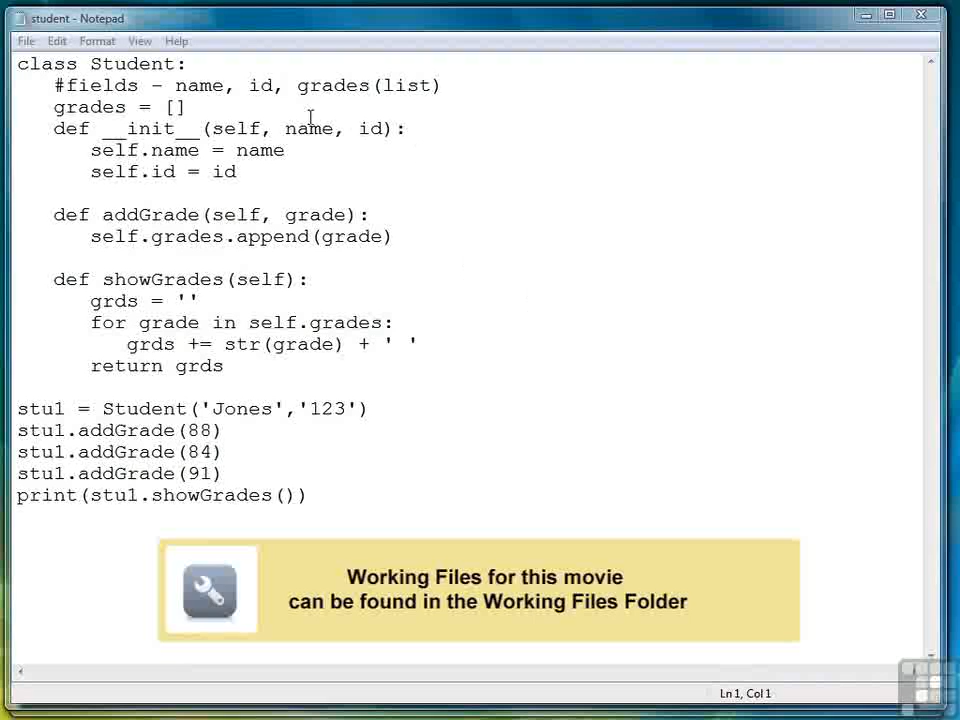 student - Notepad
File Edit Format View Help
class Student:
   #fields - name, id, grades(list)
   grades = []
   def __init__(self, name, id):
      self.name = name
      self.id = id

   def addGrade(self, grade):
      self.grades.append(grade)

   def showGrades(self):
      grds = ''
      for grade in self.grades:
         grds += str(grade) + ' '
      return grds

stu1 = Student('Jones','123')
stu1.addGrade(88)
stu1.addGrade(84)
stu1.addGrade(91)
print(stu1.showGrades())
Working Files for this movie
can be found in the Working Files Folder
Ln 1, Col 1